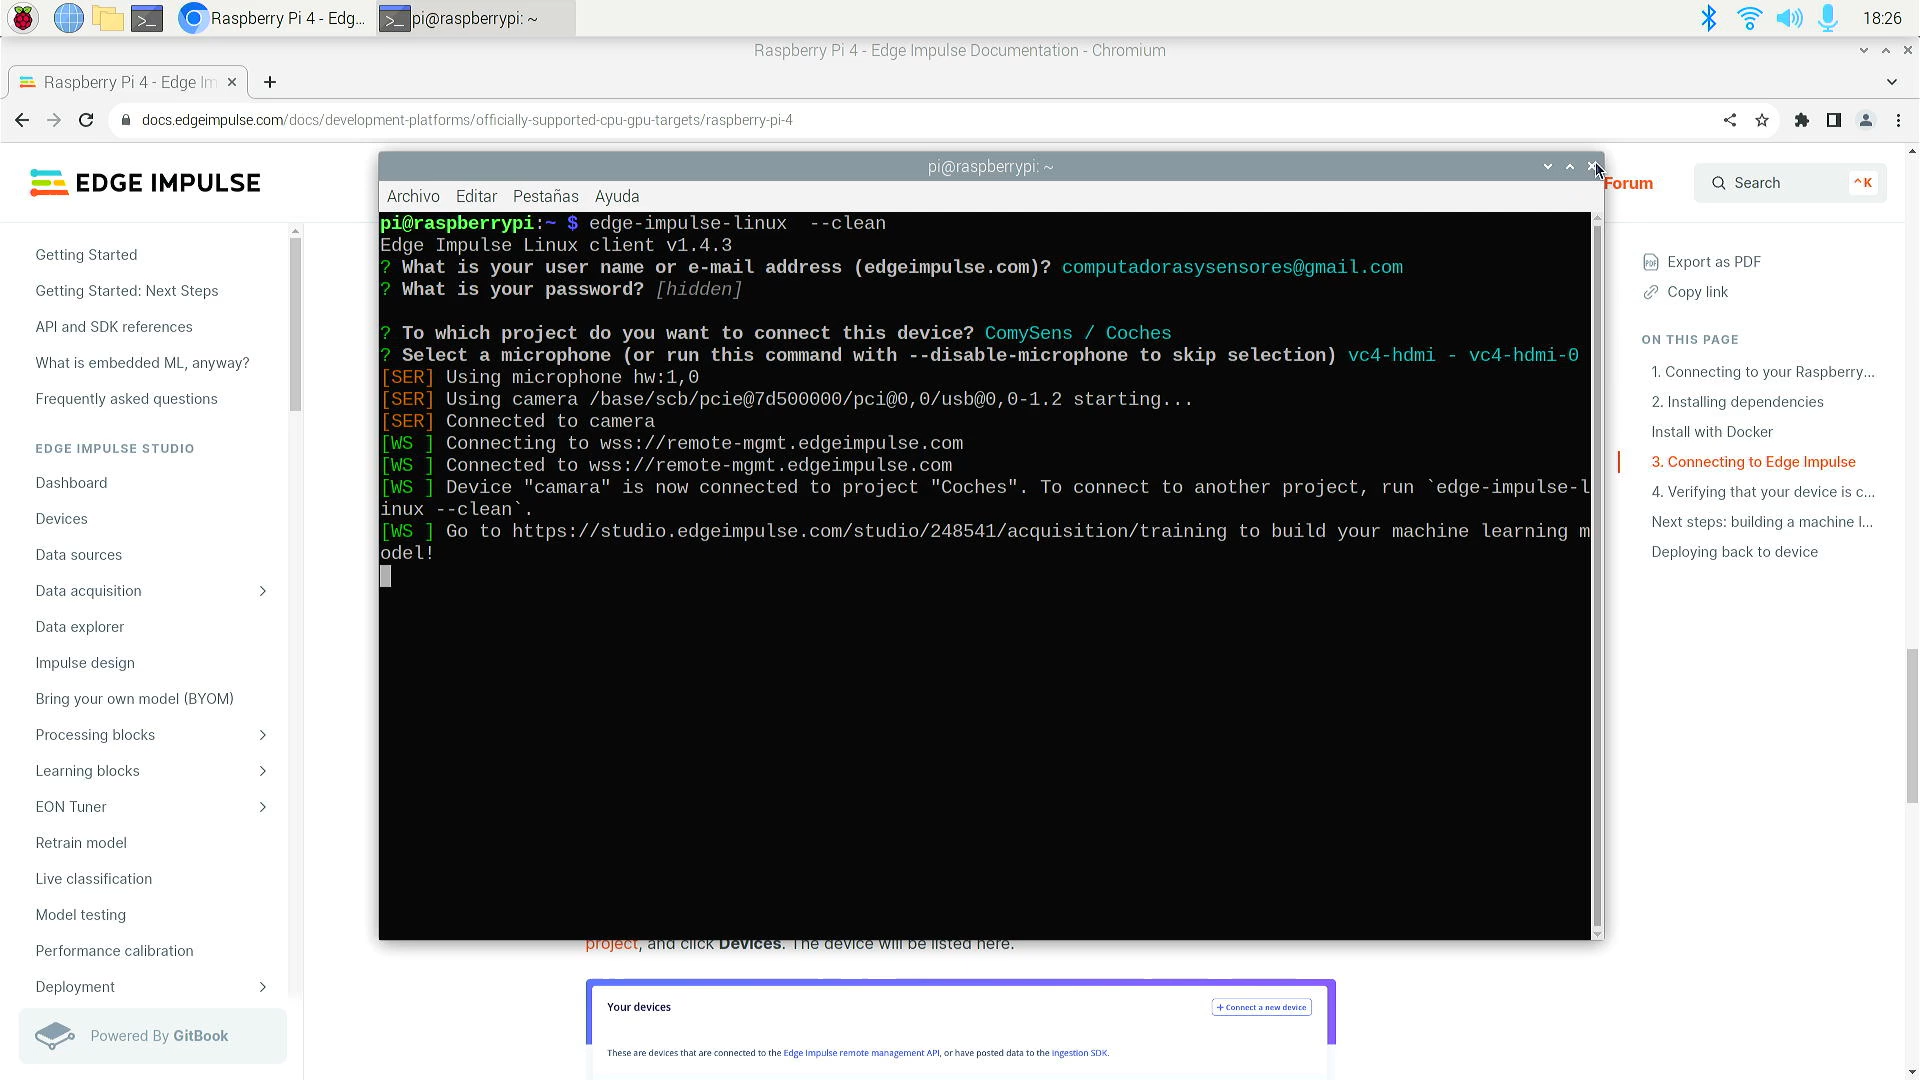 Raspberry Pi 4 - Edg...
pi@raspberrypi: ~
18:26
Raspberry Pi 4 - Edge Impulse Documentation - Chromium
Raspberry Pi 4 - Edge Im
docs.edgeimpulse.com/docs/development-platforms/officially-supported-cpu-gpu-targets/raspberry-pi-4
EDGE IMPULSE
Forum
Search
^K
Getting Started
Getting Started: Next Steps
API and SDK references
What is embedded ML, anyway?
Frequently asked questions
EDGE IMPULSE STUDIO
Dashboard
Devices
Data sources
Data acquisition
Data explorer
Impulse design
Bring your own model (BYOM)
Processing blocks
Learning blocks
EON Tuner
Retrain model
Live classification
Model testing
Performance calibration
Deployment
Powered By GitBook
pi@raspberrypi: ~
Archivo Editar Pestañas Ayuda
pi@raspberrypi:~ $ edge-impulse-linux  --clean
Edge Impulse Linux client v1.4.3
? What is your user name or e-mail address (edgeimpulse.com)? computadorasysensores@gmail.com
? What is your password? [hidden]
? To which project do you want to connect this device? ComySens / Coches
? Select a microphone (or run this command with --disable-microphone to skip selection) vc4-hdmi - vc4-hdmi-0
[SER] Using microphone hw:1,0
[SER] Using camera /base/scb/pcie@7d500000/pci@0,0/usb@0,0-1.2 starting...
[SER] Connected to camera
[WS ] Connecting to wss://remote-mgmt.edgeimpulse.com
[WS ] Connected to wss://remote-mgmt.edgeimpulse.com
[WS ] Device "camara" is now connected to project "Coches". To connect to another project, run `edge-impulse-l
inux --clean`.
[WS ] Go to https://studio.edgeimpulse.com/studio/248541/acquisition/training to build your machine learning m
odel!
project, and click Devices. The device will be listed here.
Your devices
+ Connect a new device
These are devices that are connected to the Edge Impulse remote management API, or have posted data to the ingestion SDK.
PDF
Export as PDF
Copy link
ON THIS PAGE
1. Connecting to your Raspberry...
2. Installing dependencies
Install with Docker
3. Connecting to Edge Impulse
4. Verifying that your device is c...
Next steps: building a machine l...
Deploying back to device